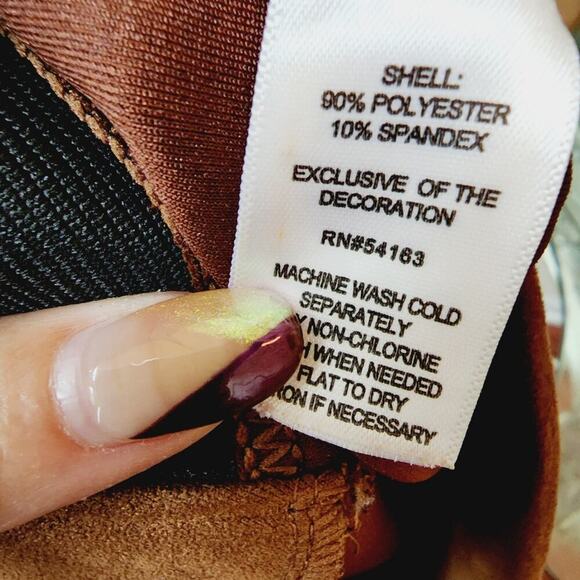 SHELL:
90% POLYESTER
10% SPANDEX
EXCLUSIVE OF THE
DECORATION
RN#54163
MACHINE WASH COLD
SEPARATELY
NON-CHLORINE
WHEN NEEDED
FLAT TO DRY
IF NECESSARY